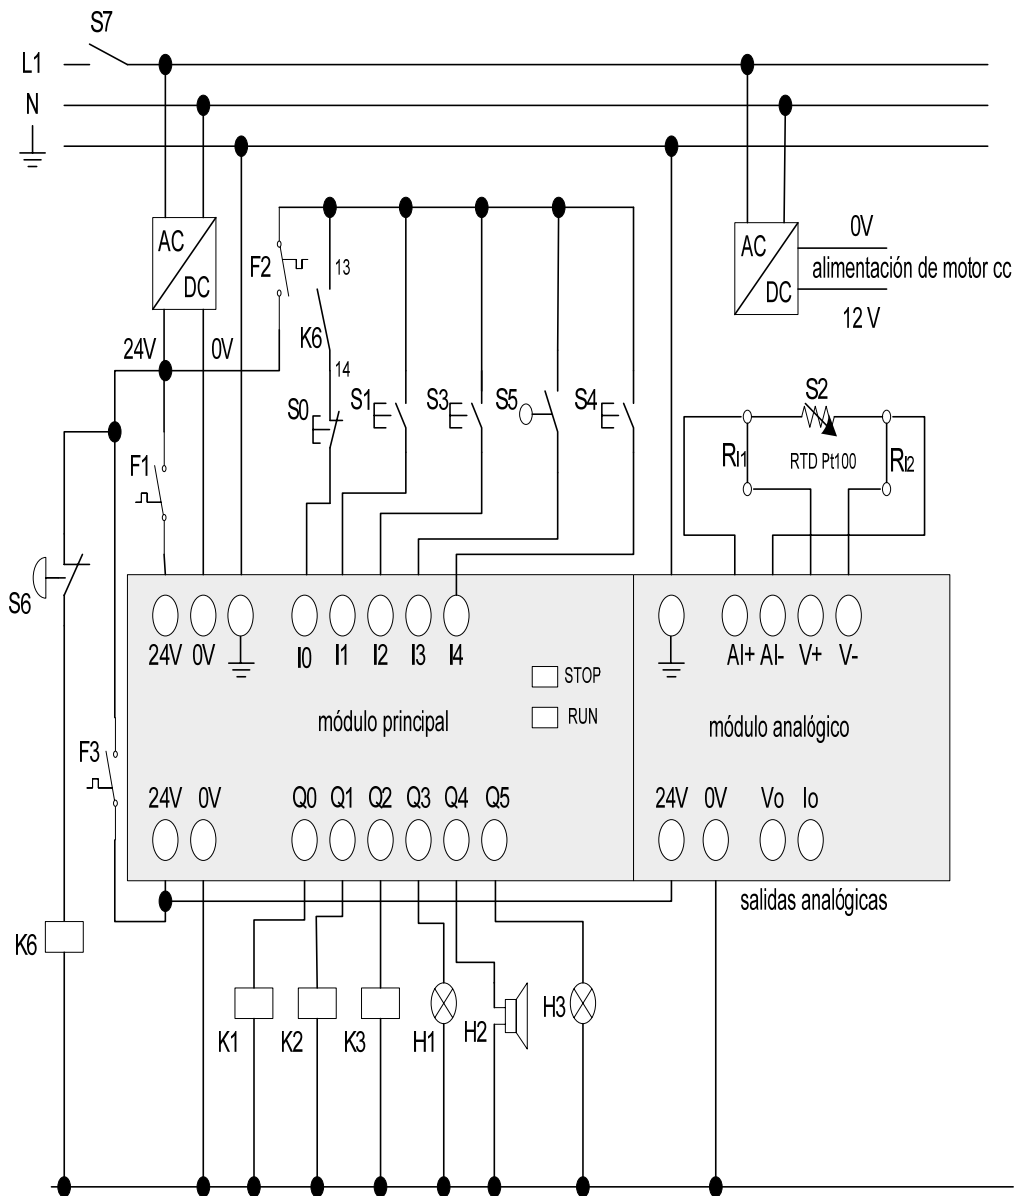 S7
L1
N
AC
DC
F2
13
K6
14
AC
DC
0V
alimentación de motor cc
12 V
24V
0V
S0
S1
S3
S5
S4
S2
RI1
RTD Pt100
RI2
F1
S6
24V
0V
I0
I1
I2
I3
I4
AI+
AI-
V+
V-
STOP
RUN
módulo principal
módulo analógico
F3
24V
0V
Q0
Q1
Q2
Q3
Q4
Q5
24V
0V
Vo
Io
salidas analógicas
K6
K1
K2
K3
H1
H2
H3